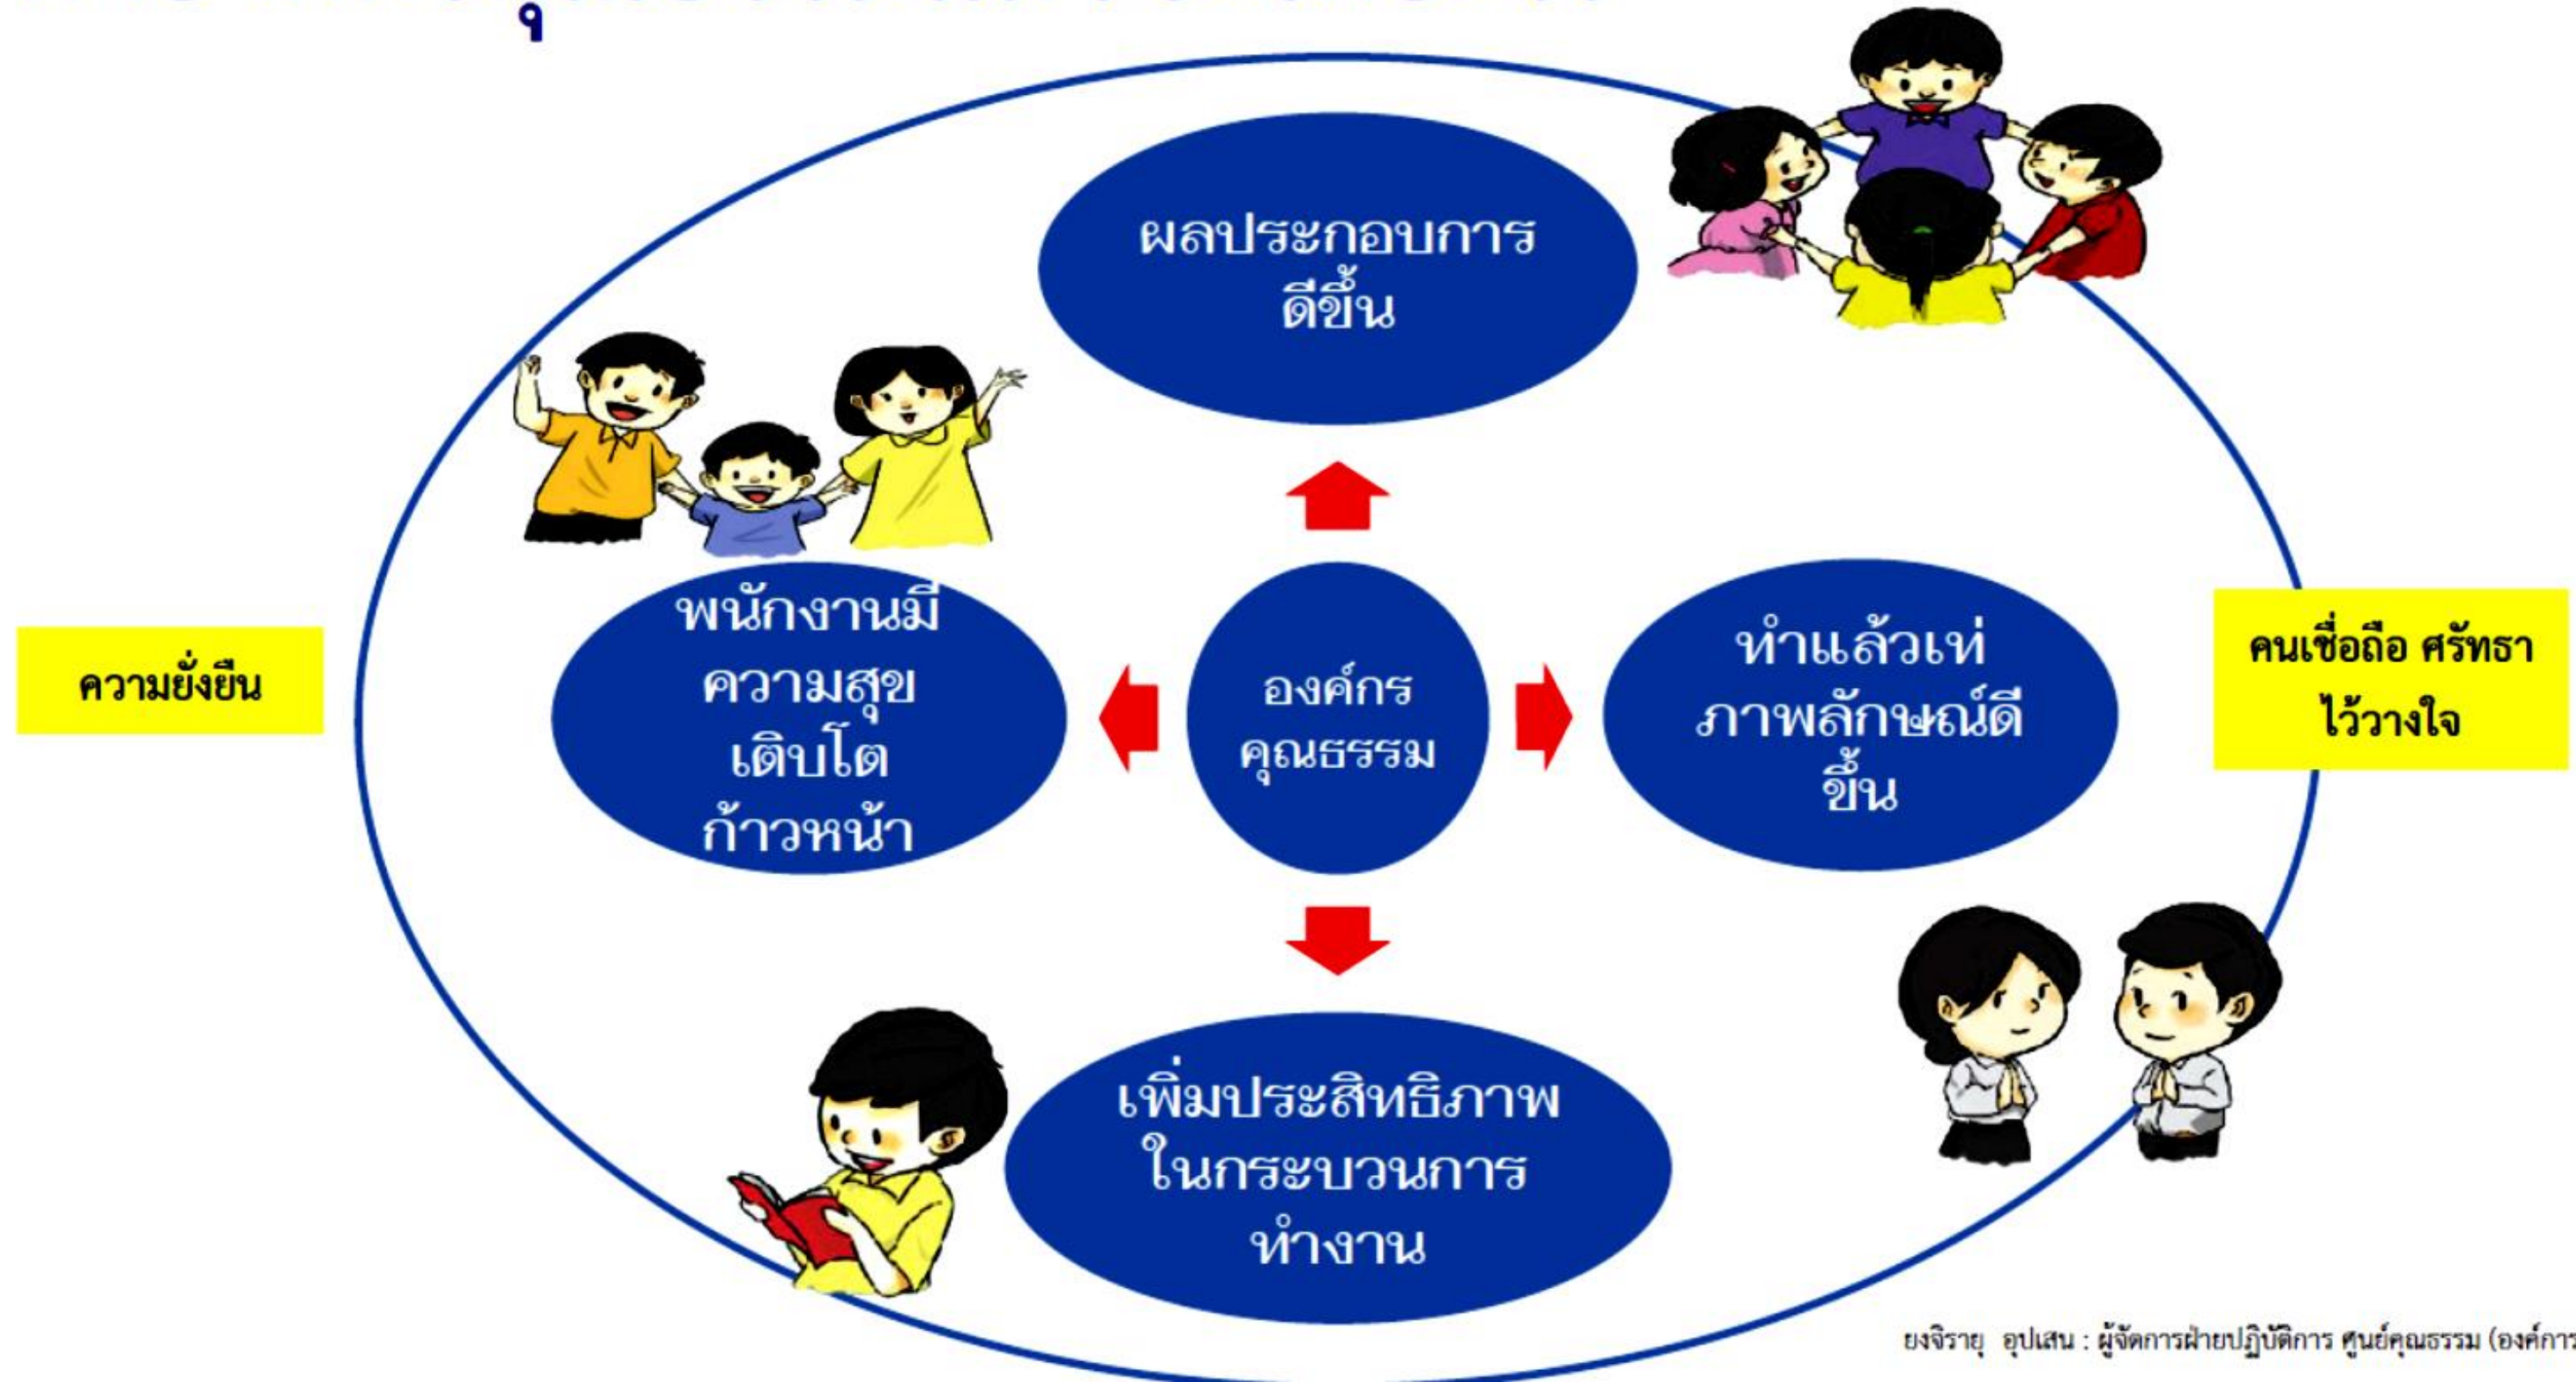 ผลประกอบการ
ดีขึ้น
พนักงานมี
ความสุข
เติบโต
ก้าวหน้า
องค์กร
คุณธรรม
ทำแล้วเท่
ภาพลักษณ์ดี
ขึ้น
ความยั่งยืน
คนเชื่อถือ ศรัทธา
ไว้วางใจ
เพิ่มประสิทธิภาพ
ในกระบวนการ
ทำงาน
ยงจิรายุ อุปเสน : ผู้จัดการฝ่ายปฏิบัติการ ศูนย์คุณธรรม (องค์การ